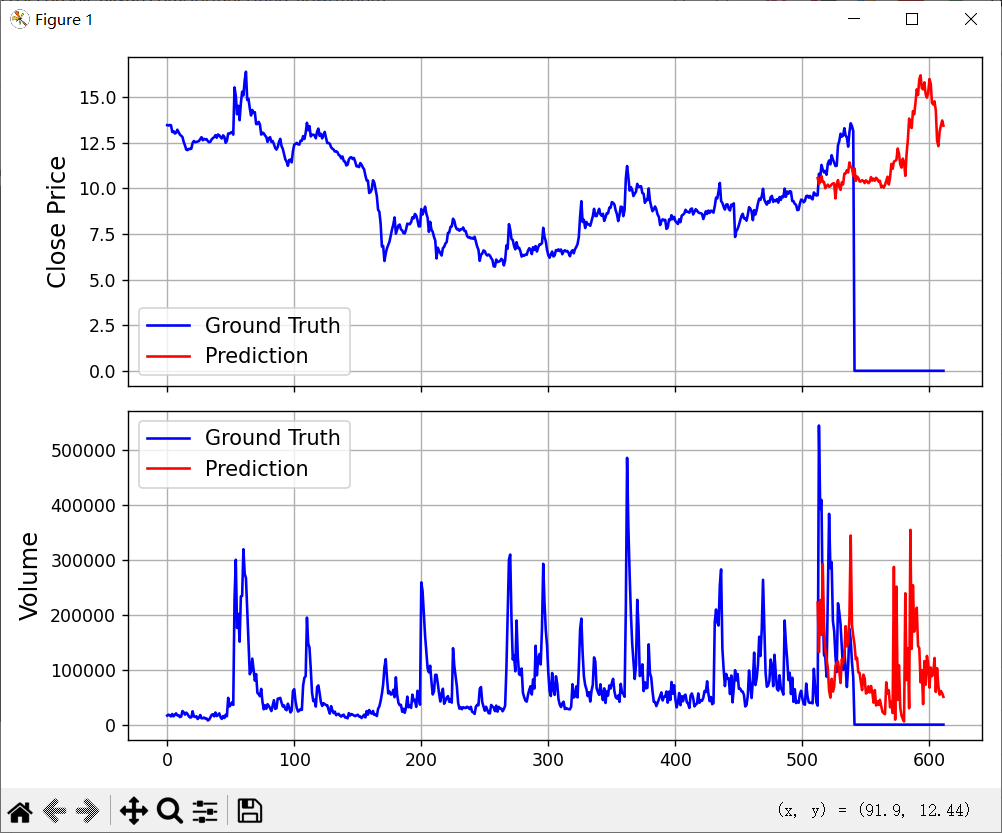 Figure 1
15.0
12.5
10.0
7.5
5.0
2.5
0.0
Close Price
Ground Truth
Prediction
500000
400000
300000
200000
100000
0
Volume
Ground Truth
Prediction
0 100 200 300 400 500 600
(x, y) = (91.9, 12.44)